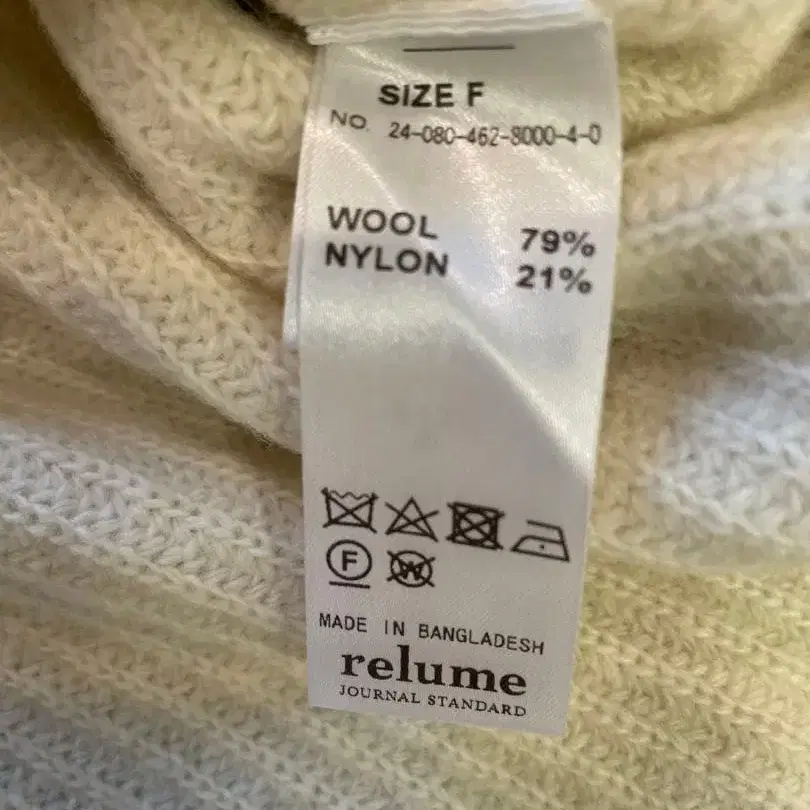 SIZE F
NO. 24-080-462-8000-4-0
WOOL 79%
NYLON 21%
F W
MADE IN BANGLADESH
relume
JOURNAL STANDARD